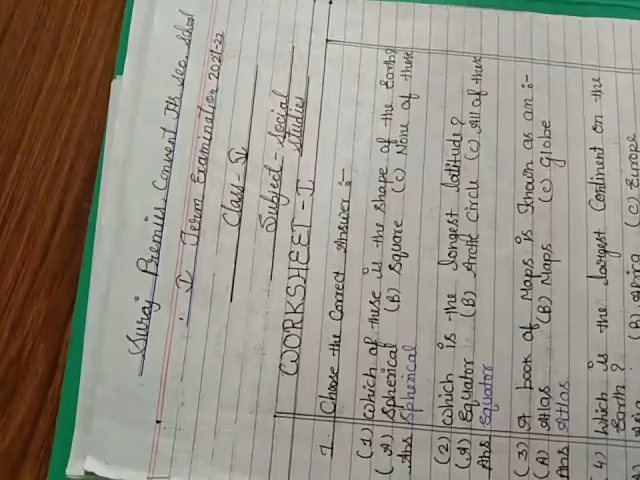 Suraj Premier Convent Jr. Sec. School
I Term Examination 2021-22
Class - V
Subject - Social Studies
WORKSHEET - I
1. Choose the Correct Answer :-
(1) Which of these is the shape of the Earth?
(A) Spherical (B) Square (C) None of these
Ans Spherical
(2) Which is the longest latitude?
(A) Equator (B) Arctic Circle (C) All of these
Ans Equator
(3) A book of Maps is Known as an :-
(A) Atlas (B) Maps (C) Globe
Ans Atlas
(4) Which is the largest Continent on the
Earth?
(C) Europe